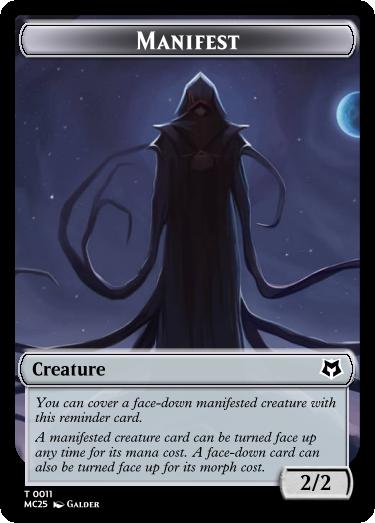 MANIFEST
Creature
You can cover a face-down manifested creature with
this reminder card.
A manifested creature card can be turned face up
any time for its mana cost. A face-down card can
also be turned face up for its morph cost.
2/2
T 0011
MC25 GALDER